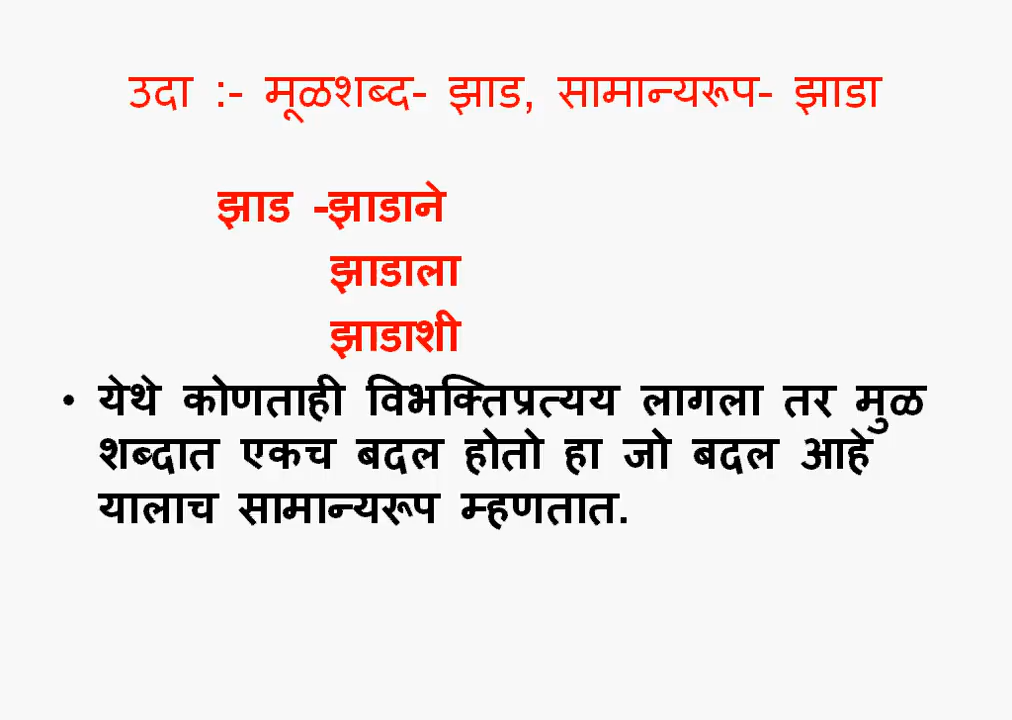 उदा :- मूळशब्द- झाड, सामान्यरूप- झाडा
झाड -झाडाने
झाडाला
झाडाशी
• येथे कोणताही विभक्तिप्रत्यय लागला तर मुळ
शब्दात एकच बदल होतो हा जो बदल आहे
यालाच सामान्यरूप म्हणतात.